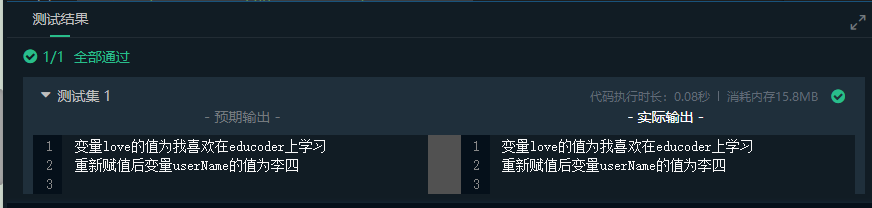 测试结果
1/1 全部通过
测试集 1
代码执行时长：0.08秒 | 消耗内存15.8MB
- 预期输出 -
- 实际输出 -
1 变量love的值为我喜欢在educoder上学习
2 重新赋值后变量userName的值为李四
3
1 变量love的值为我喜欢在educoder上学习
2 重新赋值后变量userName的值为李四
3